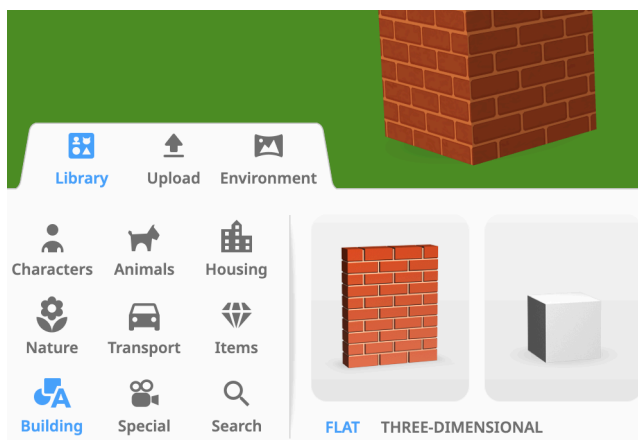 Library Upload Environment
Characters Animals Housing
Nature Transport Items
Building Special Search
FLAT THREE-DIMENSIONAL